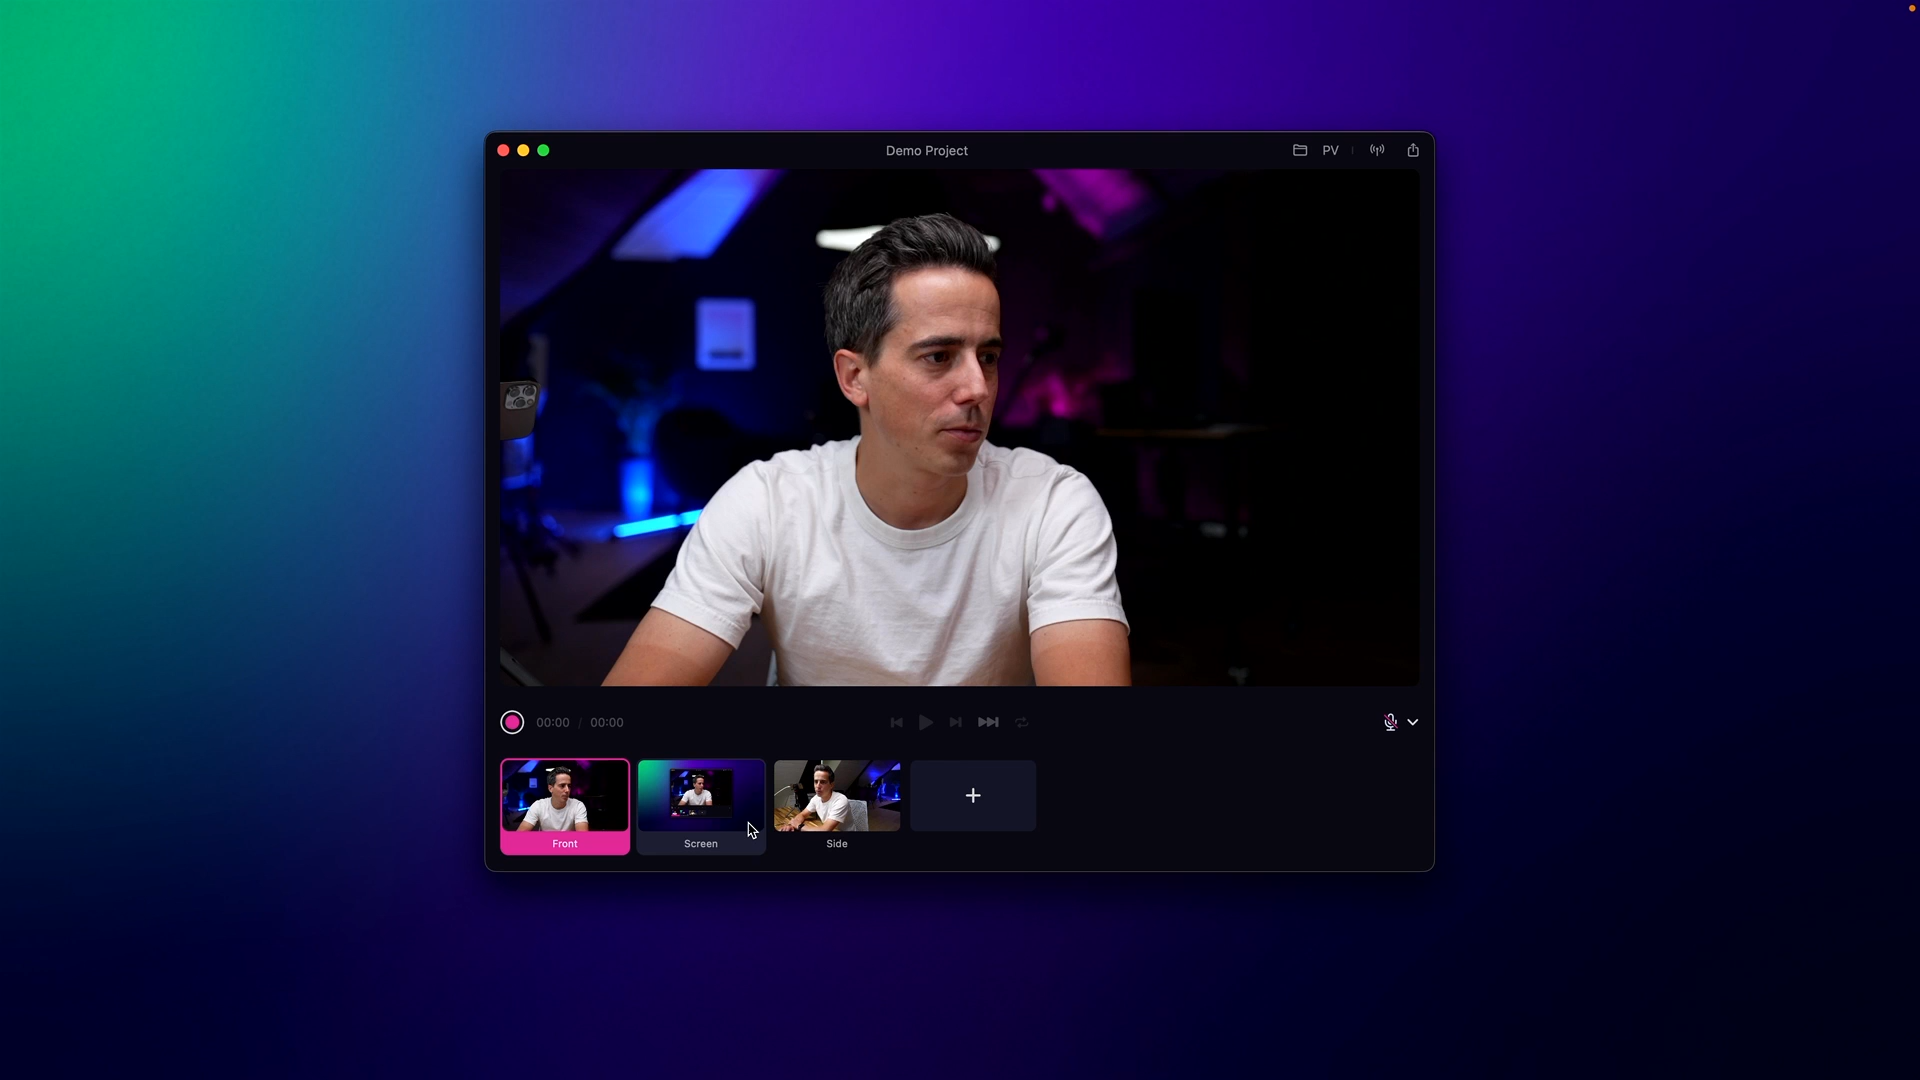 Demo Project
PV
00:00 / 00:00
Front
Screen
Side